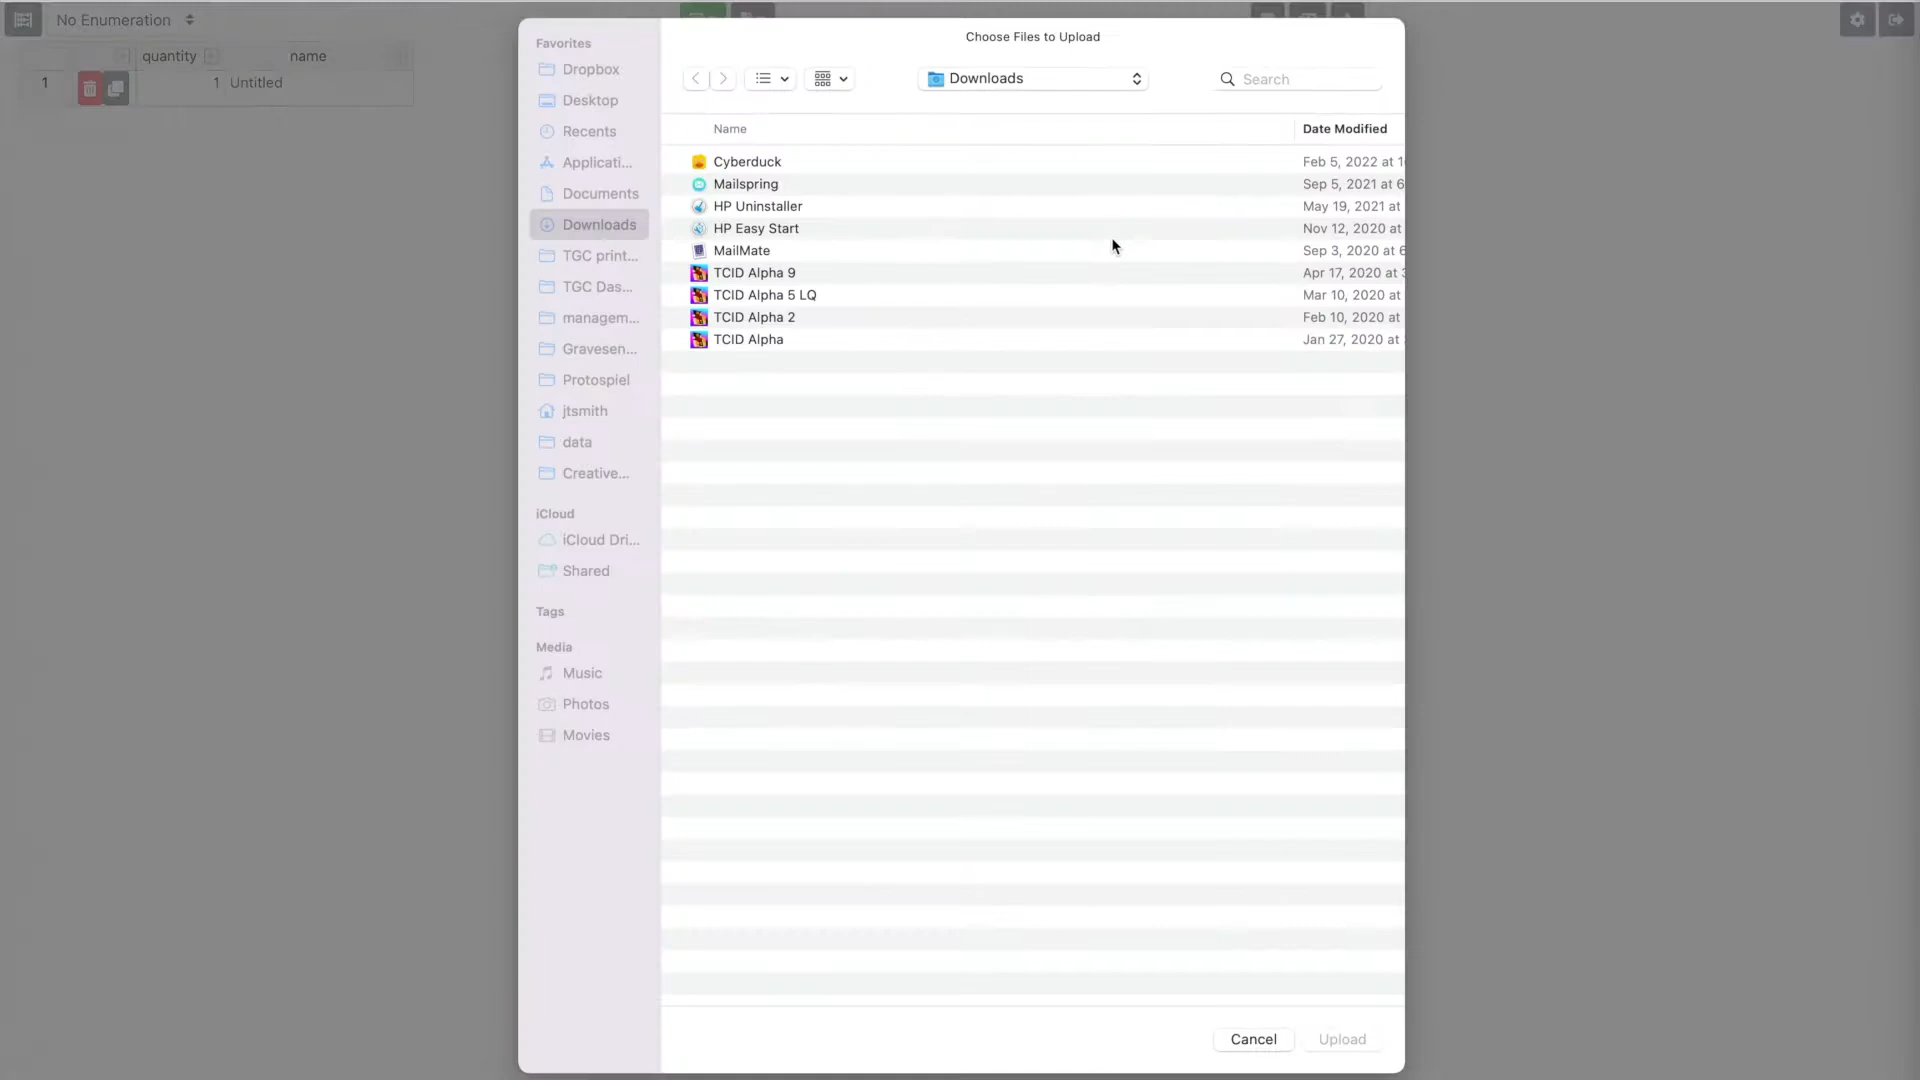 No Enumeration
quantity
name
1
1
Untitled
Favorites
Dropbox
Desktop
Recents
Applicati...
Documents
Downloads
TGC print...
TGC Das...
managem...
Gravesen...
Protospiel
jtsmith
data
Creative...
iCloud
iCloud Dri...
Shared
Tags
Media
Music
Photos
Movies
Choose Files to Upload
Downloads
Search
Name
Date Modified
Cyberduck
Feb 5, 2022 at 1
Mailspring
Sep 5, 2021 at 6
HP Uninstaller
May 19, 2021 at
HP Easy Start
Nov 12, 2020 at
MailMate
Sep 3, 2020 at 6
TCID Alpha 9
Apr 17, 2020 at 3
TCID Alpha 5 LQ
Mar 10, 2020 at
TCID Alpha 2
Feb 10, 2020 at
TCID Alpha
Jan 27, 2020 at
Cancel
Upload